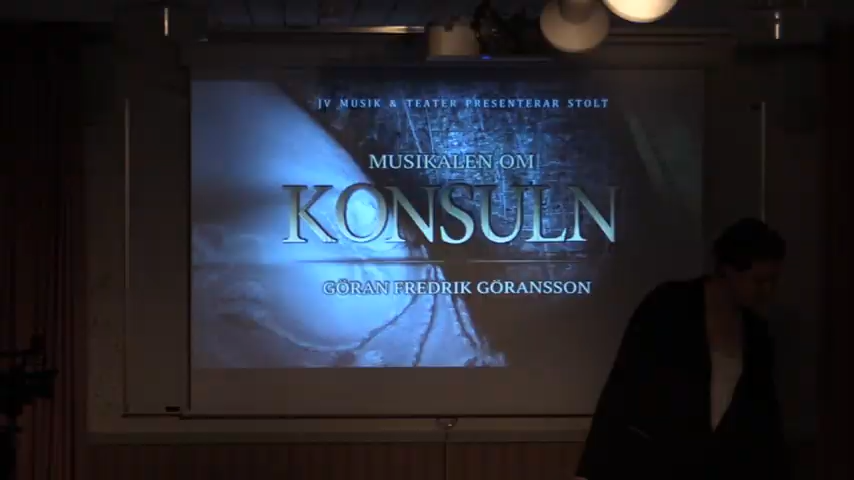 JV MUSIK & TEATER PRESENTERAR STOLT
MUSIKALEN OM
KONSULN
GÖRAN FREDRIK GÖRANSSON